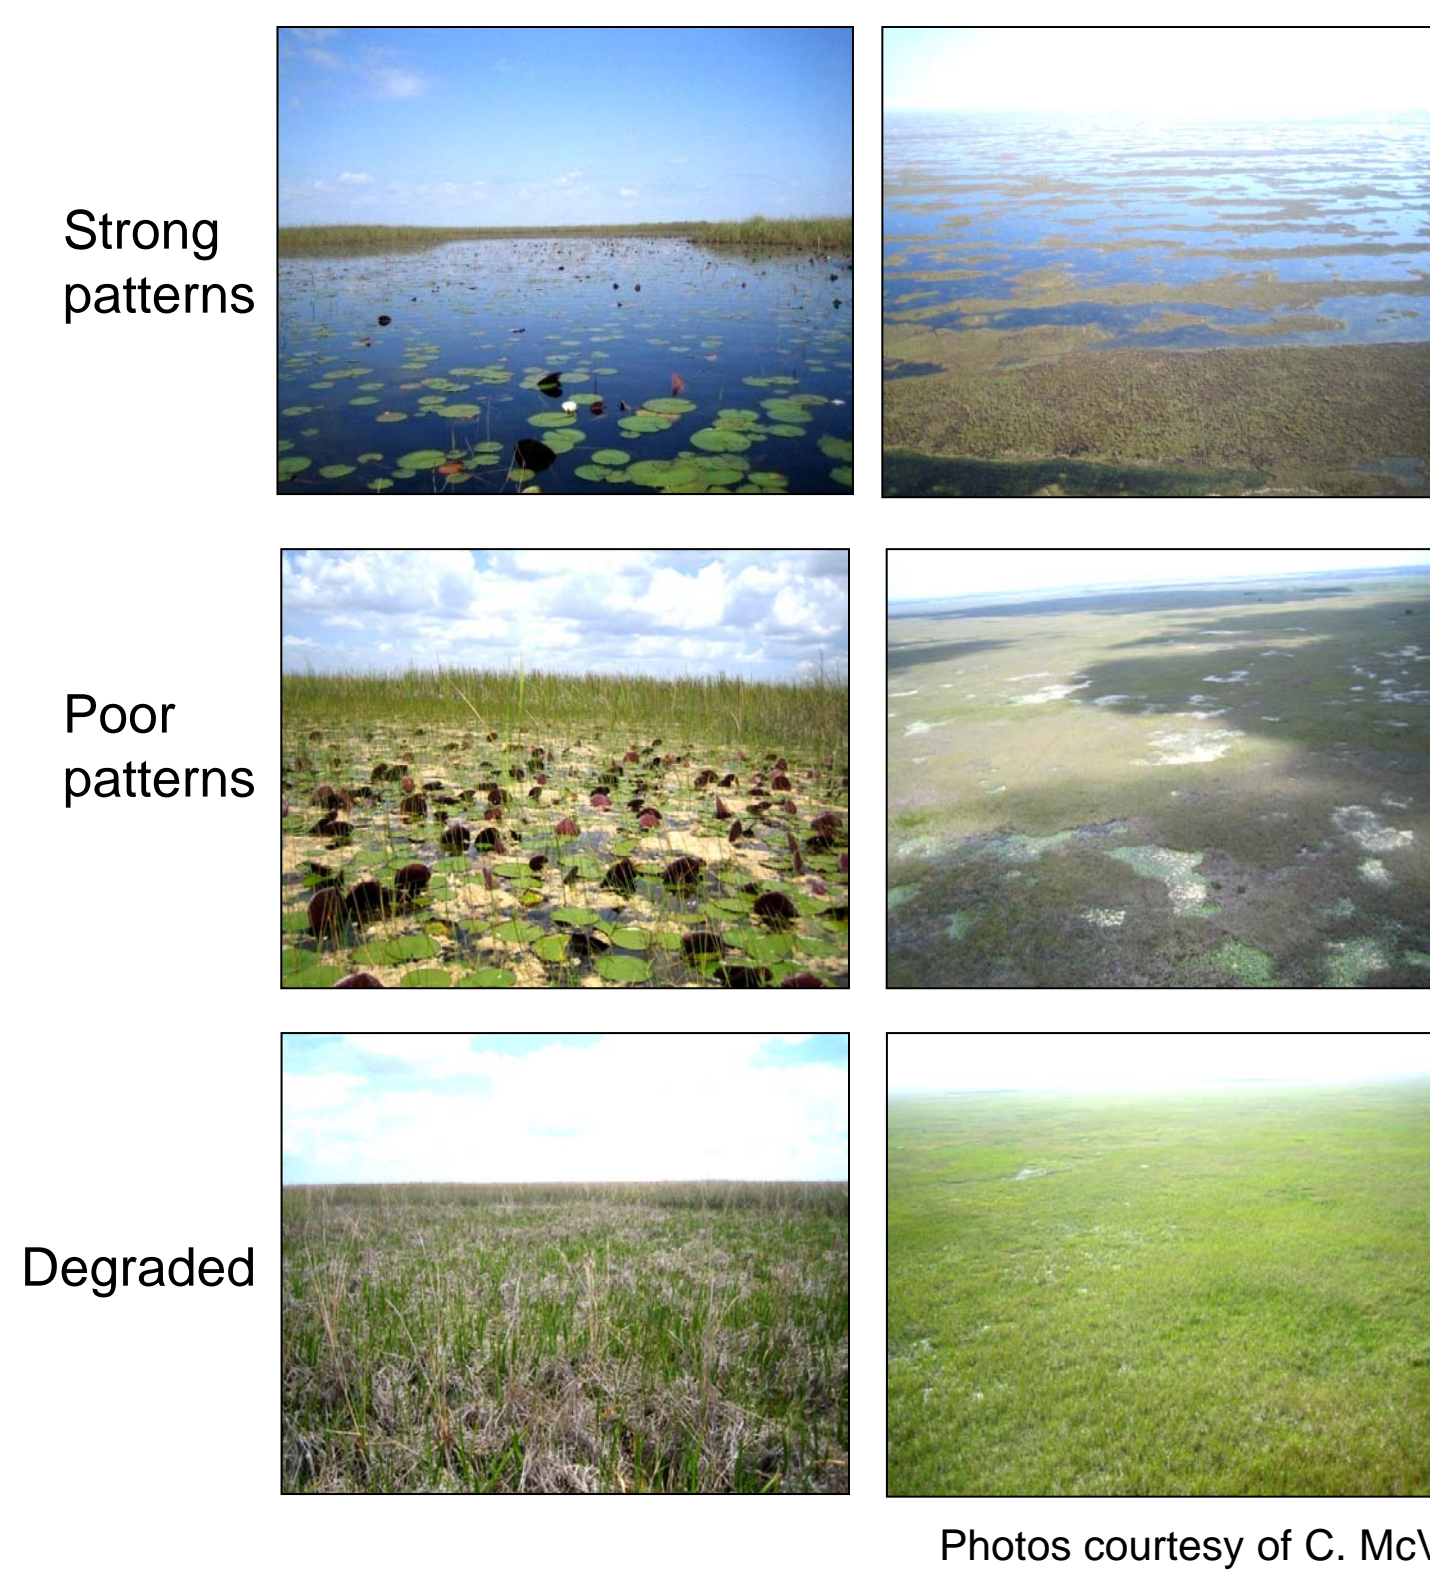 Strong
patterns
Poor
patterns
Degraded
Photos courtesy of C.